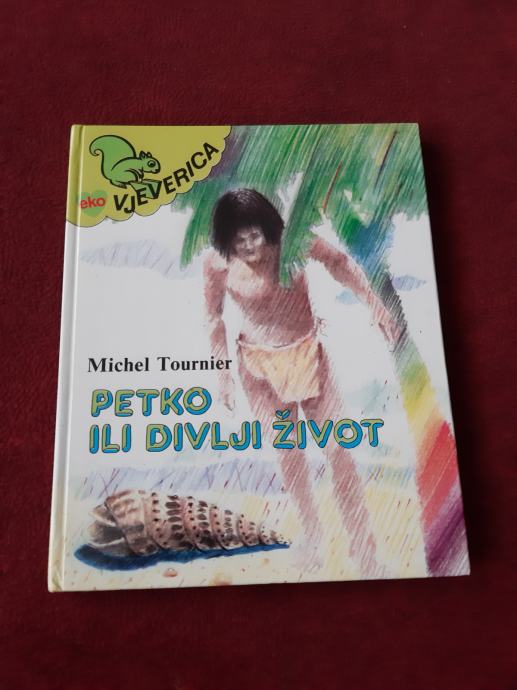 eko VJEVERICA
Michel Tournier
PETKO
ILI DIVLJI ŽIVOT